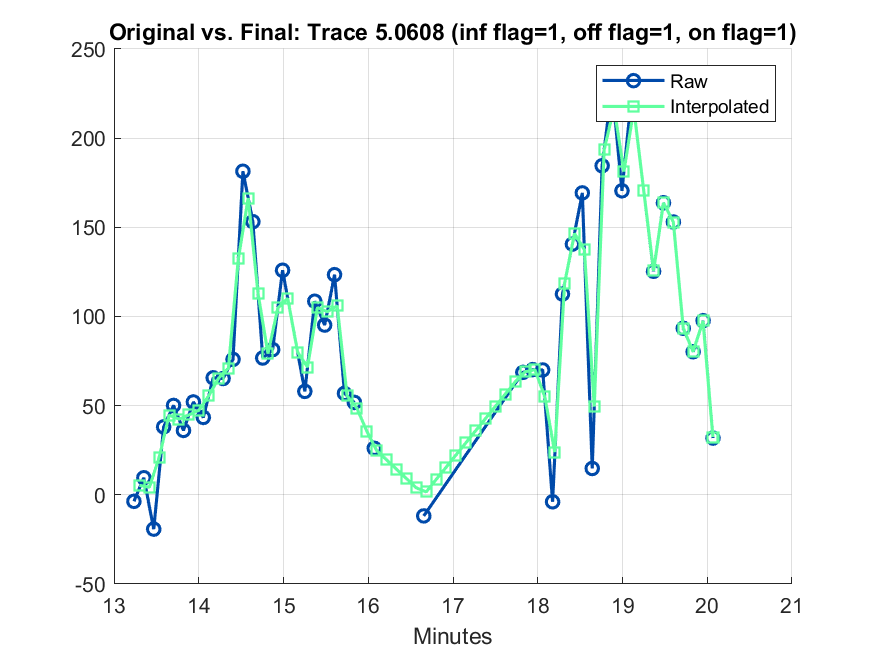 Original vs. Final: Trace 5.0608 (inf flag=1, off flag=1, on flag=1)
250
200
150
100
50
0
-50
Raw
Interpolated
13 14 15 16 17 18 19 20 21
Minutes